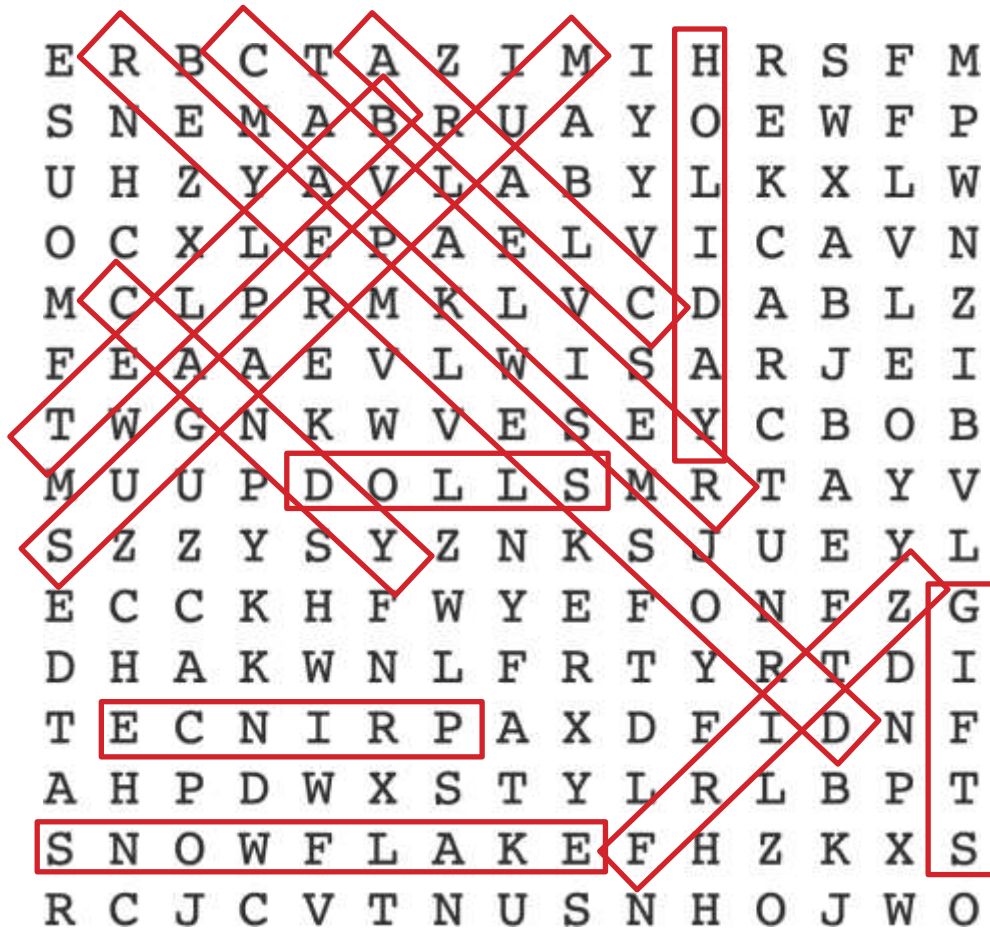 E R B C T A Z I M I H R S F M
S N E M A B R U A Y O E W F P
U H Z Y A V L A B Y L K X L W
O C X L E P A E L V I C A V N
M C L P R M K L V C D A B L Z
F E A A E V L W I S A R J E I
T W G N K W V E S E Y C B O B
M U U P D O L L S M R T A Y V
S Z Z Y S Y Z N K S J U E Y L
E C C K H F W Y E F O N F Z G
D H A K W N L F R T Y R T D I
T E C N I R P A X D F I D N F
A H P D W X S T Y L R L B P T
S N O W F L A K E F H Z K X S
R C J C V T N U S N H O J W O